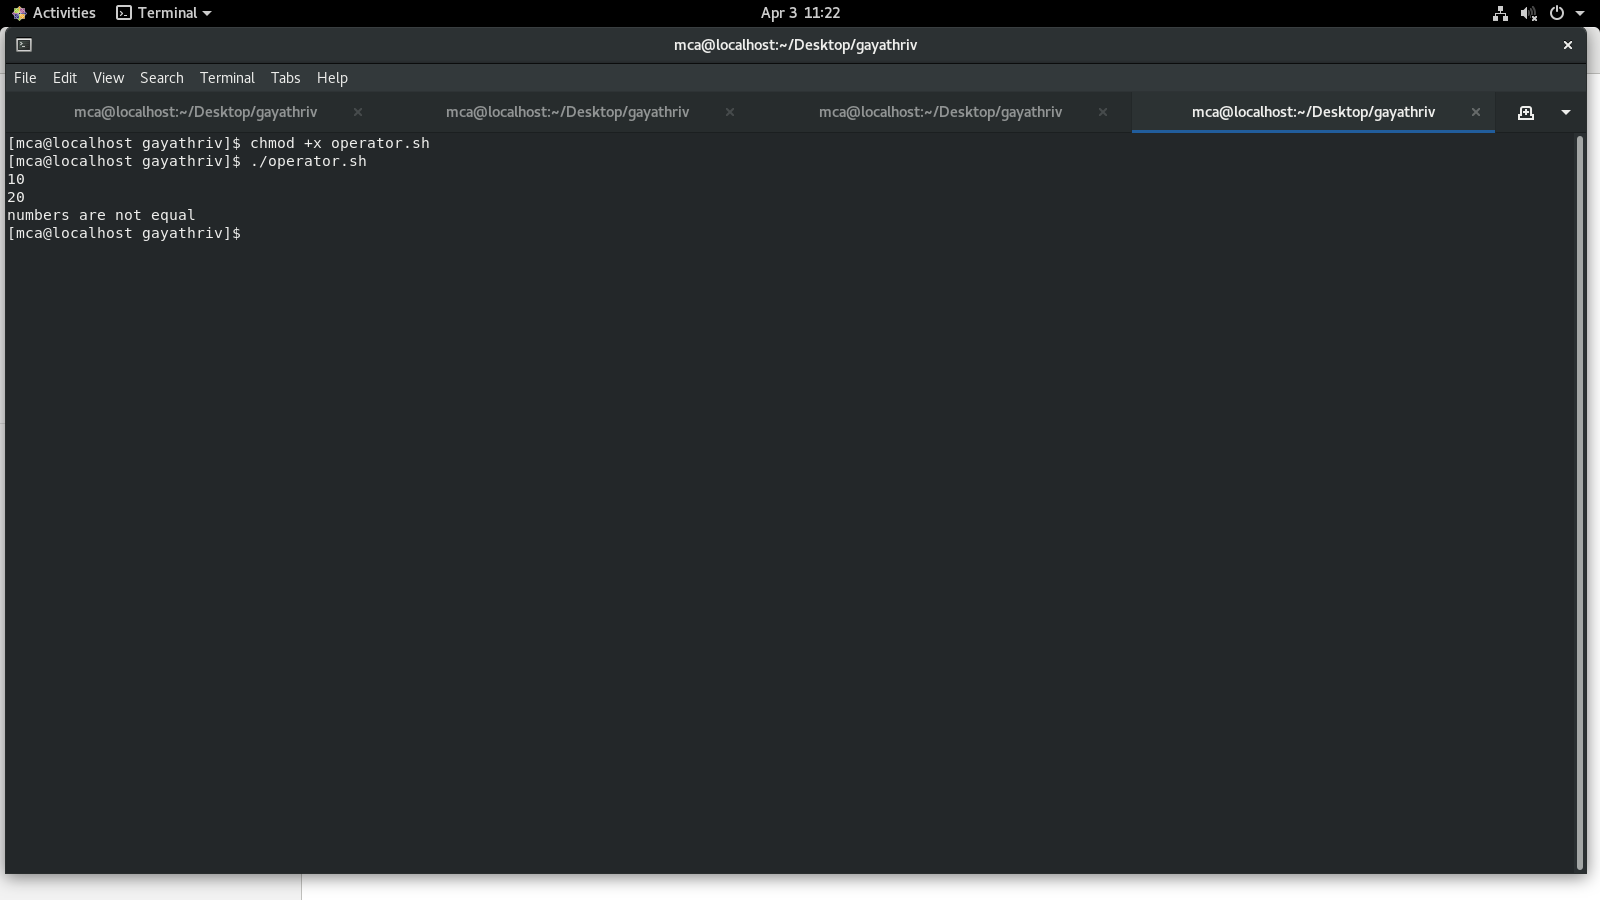 Activities Terminal Apr 3 11:22
mca@localhost:~/Desktop/gayathriv
File Edit View Search Terminal Tabs Help
mca@localhost:~/Desktop/gayathriv mca@localhost:~/Desktop/gayathriv mca@localhost:~/Desktop/gayathriv mca@localhost:~/Desktop/gayathriv
[mca@localhost gayathriv]$ chmod +x operator.sh
[mca@localhost gayathriv]$ ./operator.sh
10
20
numbers are not equal
[mca@localhost gayathriv]$